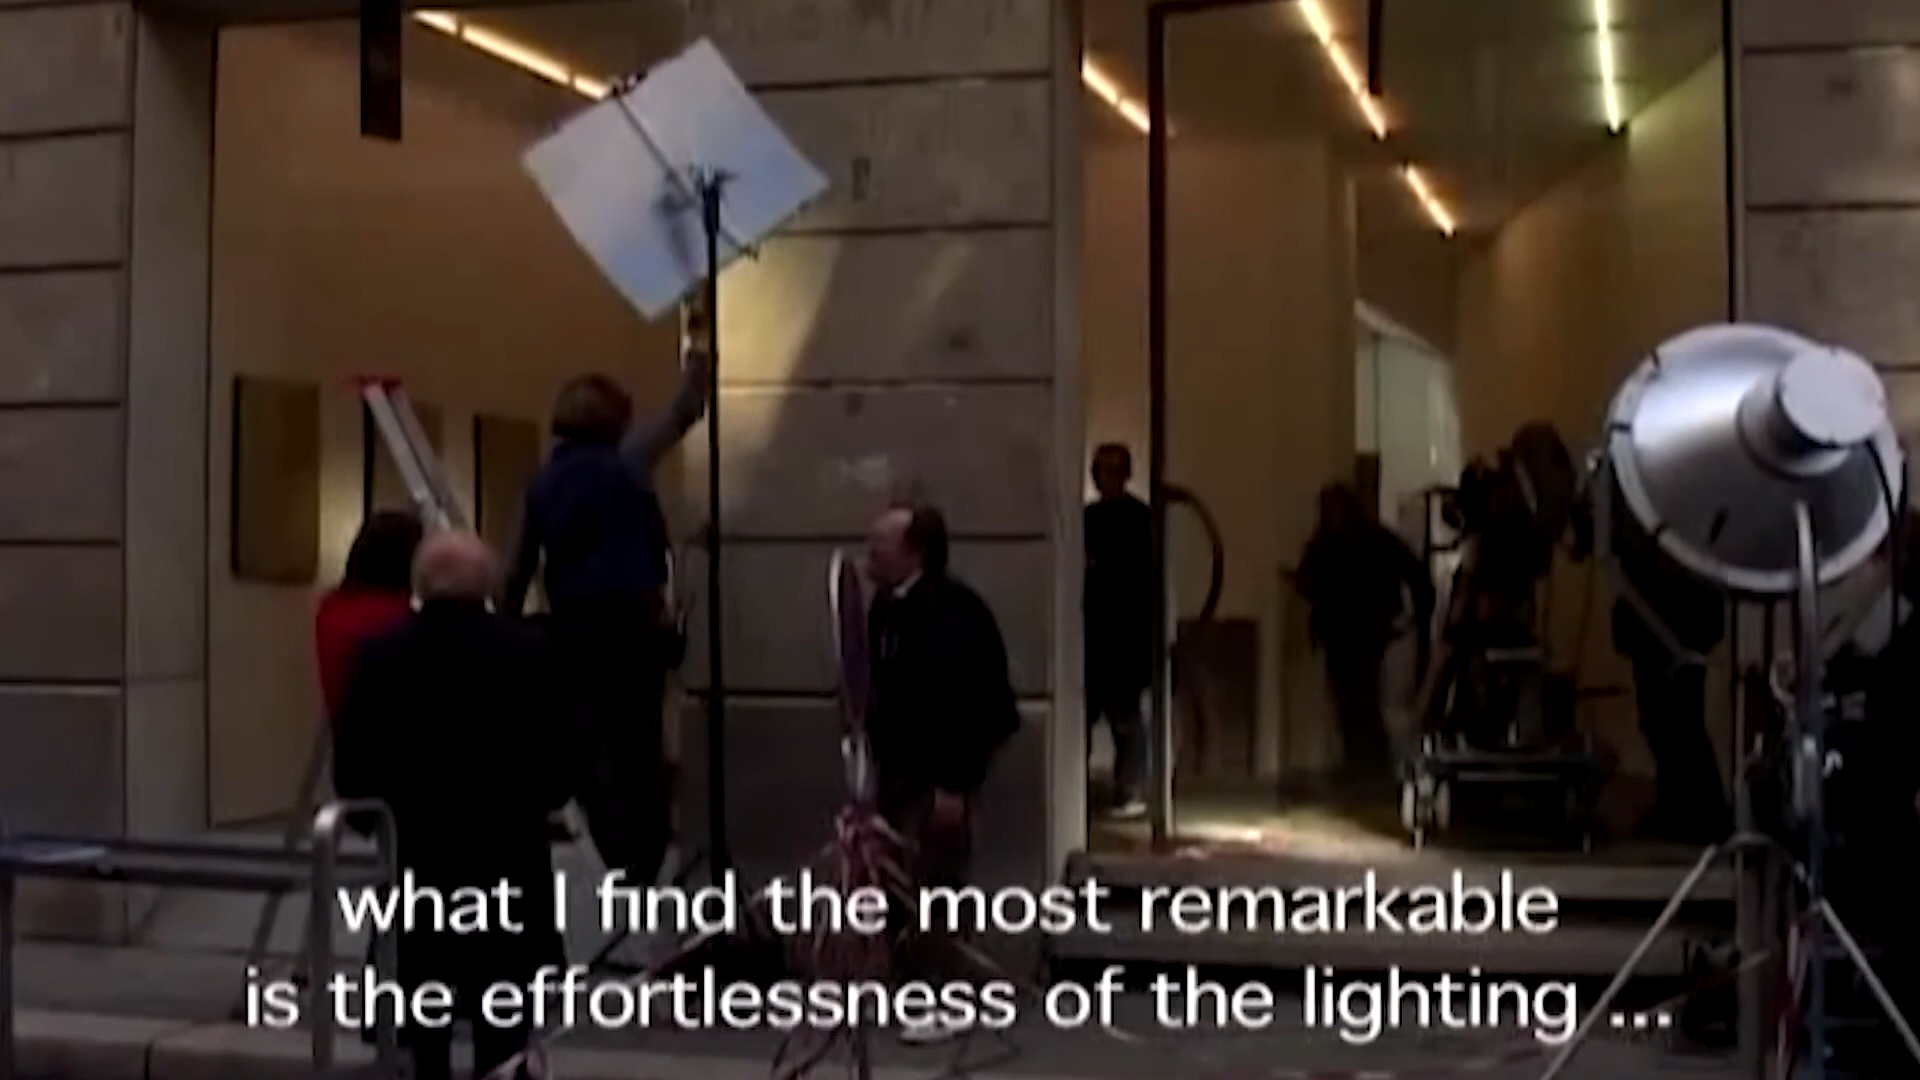 what I find the most remarkable
is the effortlessness of the lighting ...